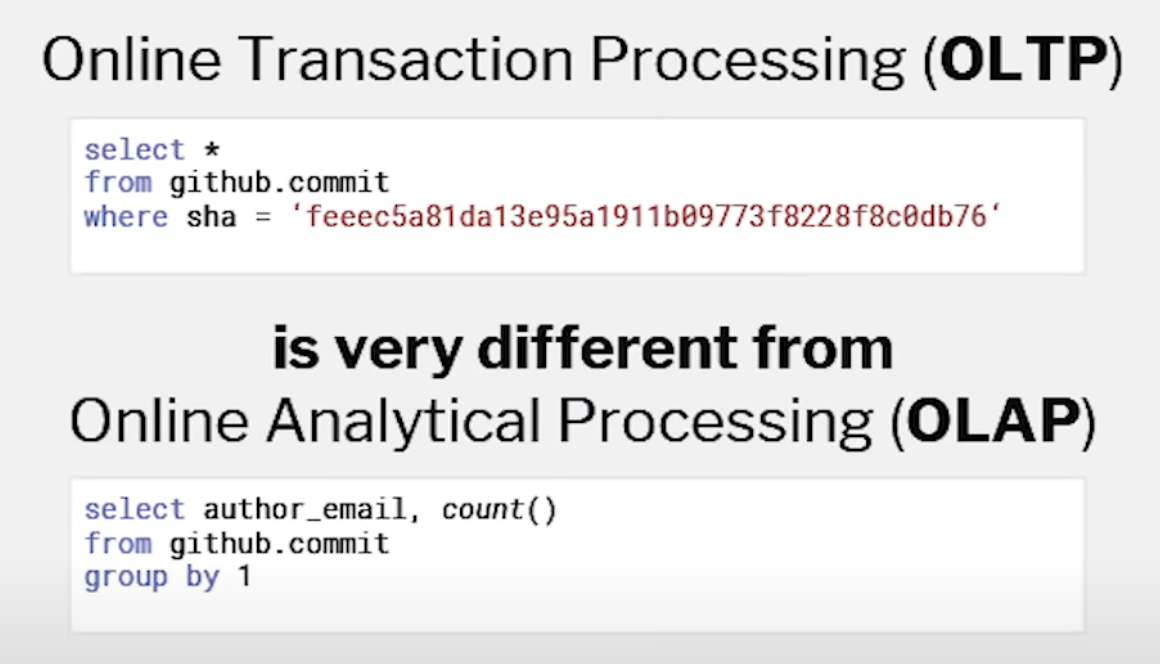 Online Transaction Processing (OLTP)
select *
from github.commit
where sha = ‘feeec5a81da13e95a1911b09773f8228f8c0db76‘
is very different from
Online Analytical Processing (OLAP)
select author_email, count()
from github.commit
group by 1